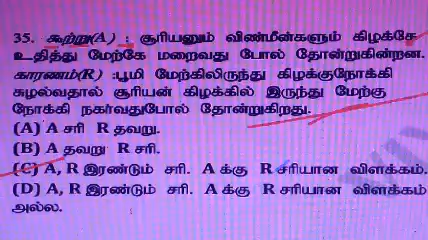 35. கூற்று(A) : சூரியனும் விண்மீன்களும் கிழக்கே
உதித்து மேற்கே மறைவது போல் தோன்றுகின்றன.
காரணம்(R) :பூமி மேற்கிலிருந்து கிழக்குநோக்கி
சுழல்வதால் சூரியன் கிழக்கில் இருந்து மேற்கு
நோக்கி நகர்வதுபோல் தோன்றுகிறது.
(A) A சரி R தவறு.
(B) A தவறு R சரி.
(C) A, R இரண்டும் சரி. A க்கு R சரியான விளக்கம்.
(D) A, R இரண்டும் சரி. A க்கு R சரியான விளக்கம்
அல்ல.